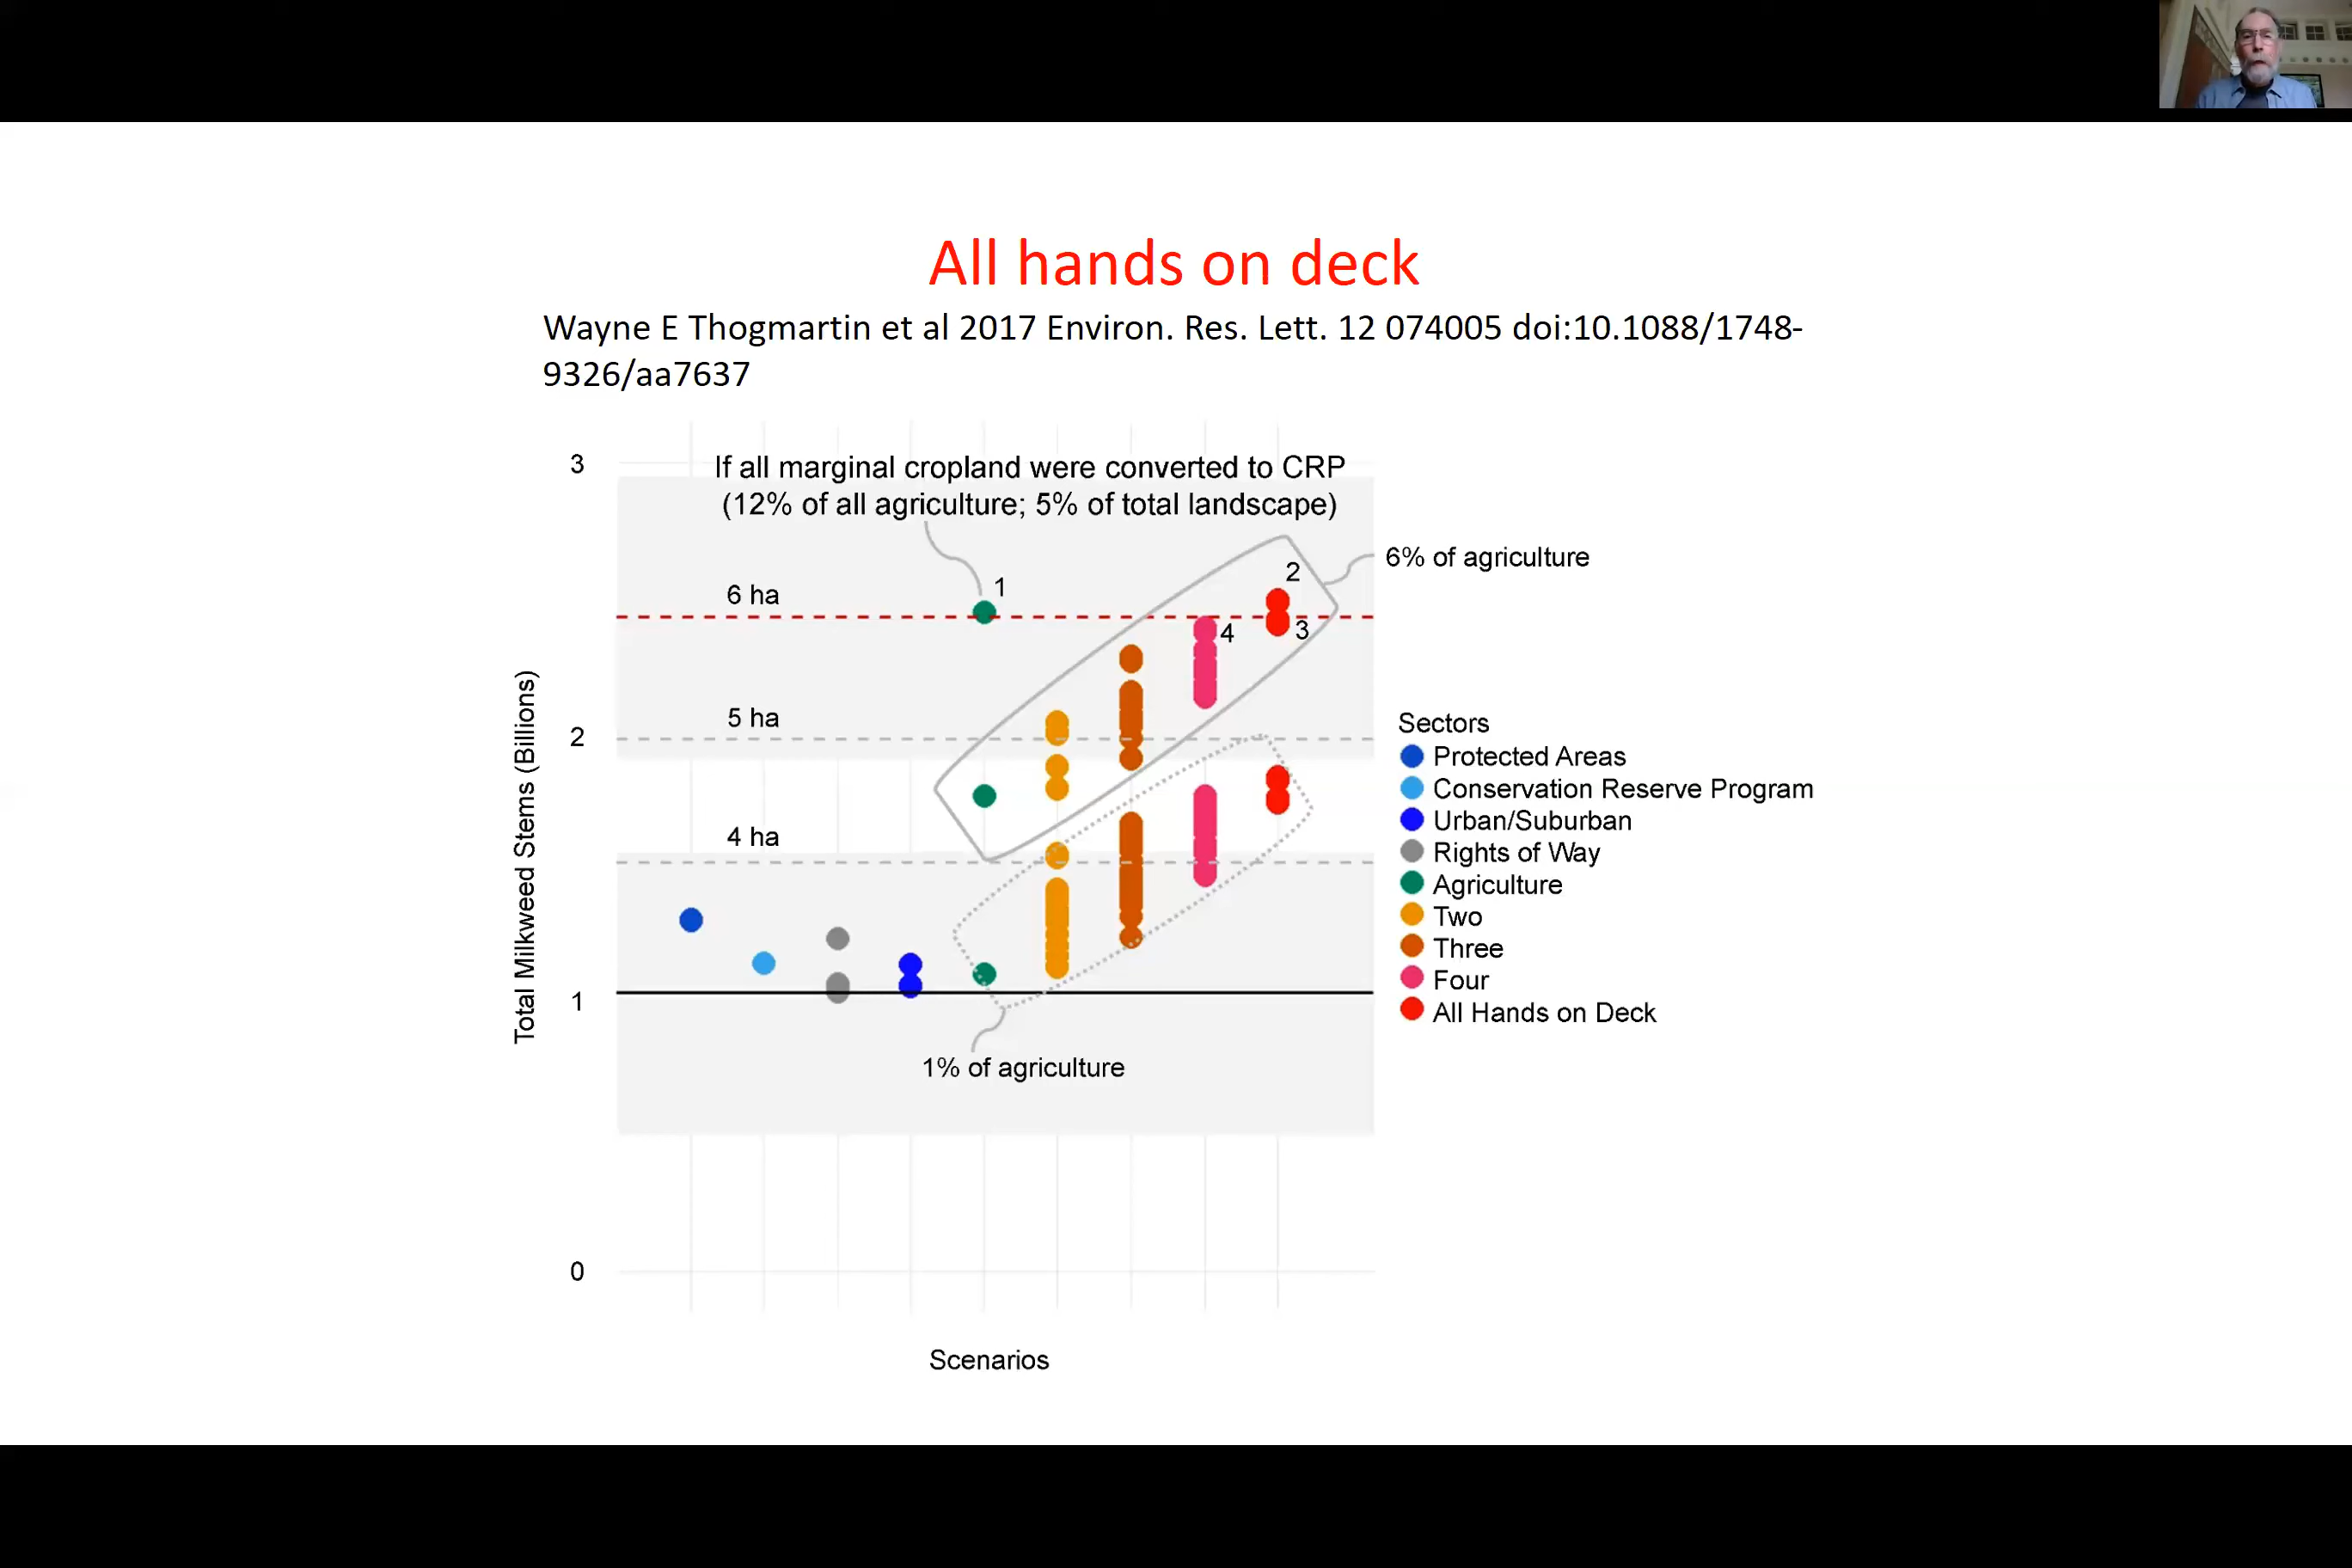 All hands on deck
Wayne E Thogmartin et al 2017 Environ. Res. Lett. 12 074005 doi:10.1088/1748-
9326/aa7637
3
If all marginal cropland were converted to CRP
(12% of all agriculture; 5% of total landscape)
6% of agriculture
2
1
6 ha
3
4
5 ha
2
Sectors
Protected Areas
Conservation Reserve Program
Urban/Suburban
Rights of Way
Agriculture
Two
Three
Four
All Hands on Deck
4 ha
Total Milkweed Stems (Billions)
1
1% of agriculture
0
Scenarios